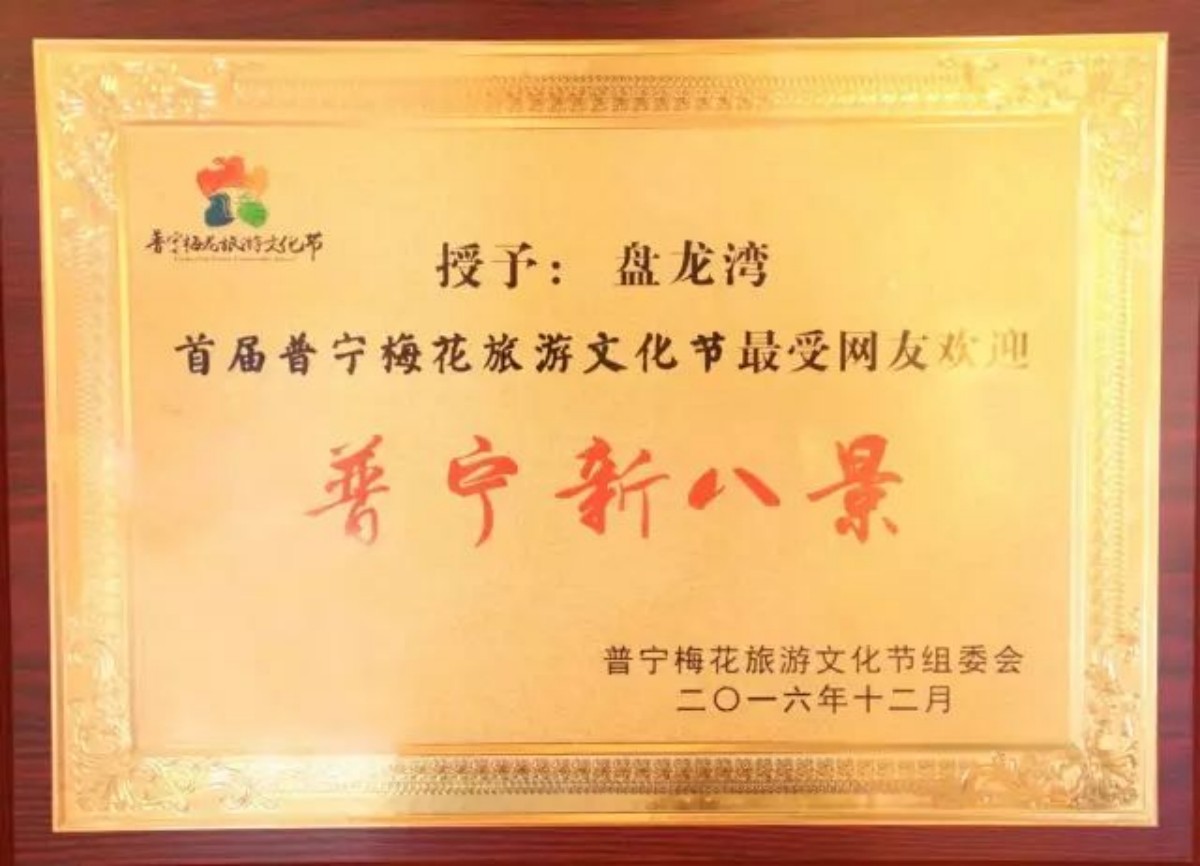 普宁梅花旅游文化节
授予： 盘龙湾
首届普宁梅花旅游文化节最受网友欢迎
普宁新八景
普宁梅花旅游文化节组委会
二〇一六年十二月